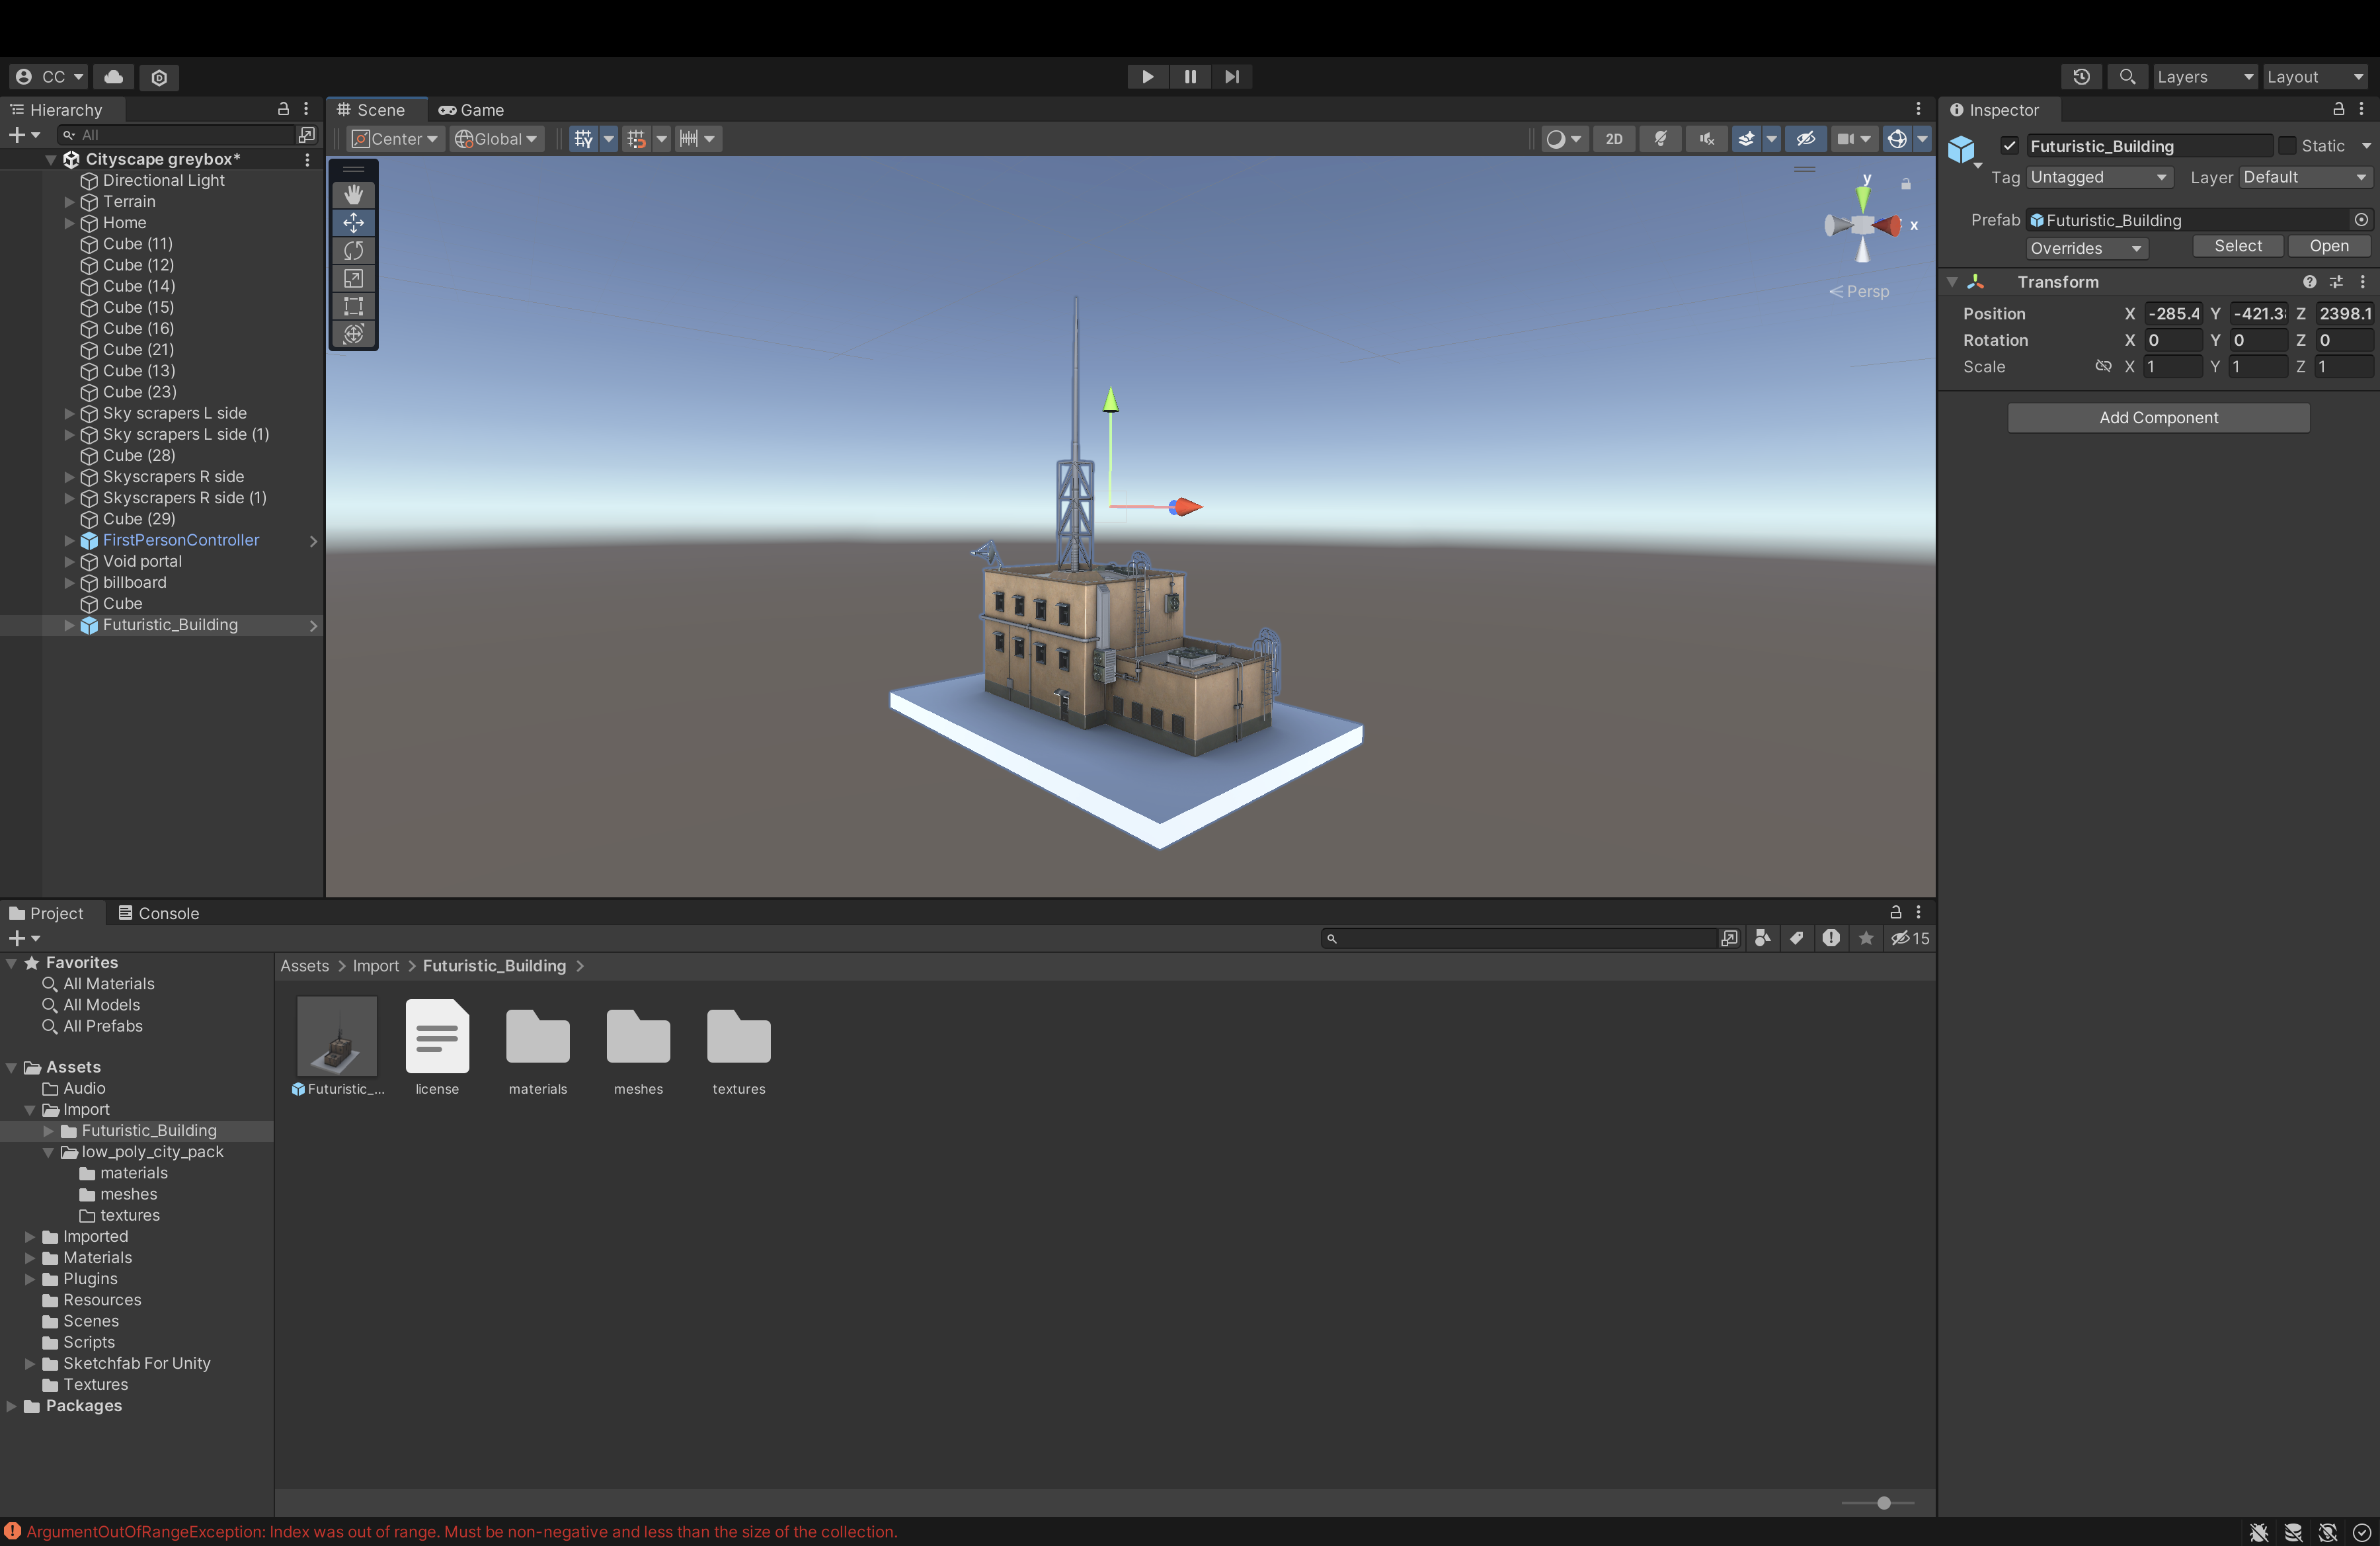 CC
Layers
Layout
Hierarchy
Scene
Game
Inspector
All
Center
Global
2D
Futuristic_Building
Static
Tag
Untagged
Layer
Default
Prefab
Futuristic_Building
Overrides
Select
Open
Transform
Position X -285.4 Y -421.3 Z 2398.1
Rotation X 0 Y 0 Z 0
Scale X 1 Y 1 Z 1
Add Component
Cityscape greybox*
Directional Light
Terrain
Home
Cube (11)
Cube (12)
Cube (14)
Cube (15)
Cube (16)
Cube (21)
Cube (13)
Cube (23)
Sky scrapers L side
Sky scrapers L side (1)
Cube (28)
Skyscrapers R side
Skyscrapers R side (1)
Cube (29)
FirstPersonController
Void portal
billboard
Cube
Futuristic_Building
y
x
Persp
Project
Console
15
Favorites
All Materials
All Models
All Prefabs
Assets
Audio
Import
Futuristic_Building
low_poly_city_pack
materials
meshes
textures
Imported
Materials
Plugins
Resources
Scenes
Scripts
Sketchfab For Unity
Textures
Packages
Assets > Import > Futuristic_Building >
Futuristic_...
license
materials
meshes
textures
ArgumentOutOfRangeException: Index was out of range. Must be non-negative and less than the size of the collection.